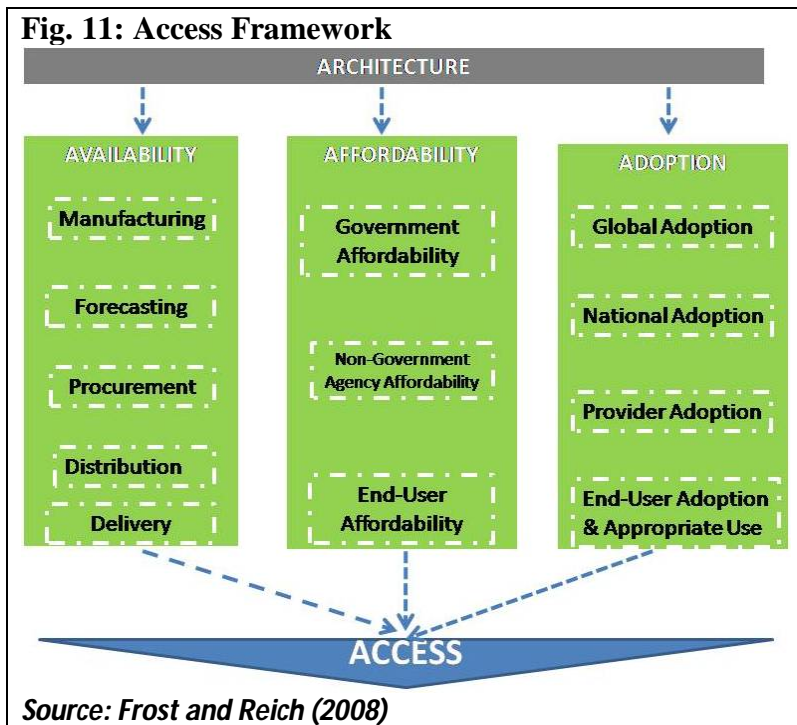 Fig. 11: Access Framework
ARCHITECTURE
AVAILABILITY
Manufacturing
Forecasting
Procurement
Distribution
Delivery
AFFORDABILITY
Government
Affordability
Non-Government
Agency Affordability
End-User
Affordability
ADOPTION
Global Adoption
National Adoption
Provider Adoption
End-User Adoption
& Appropriate Use
ACCESS
Source: Frost and Reich (2008)